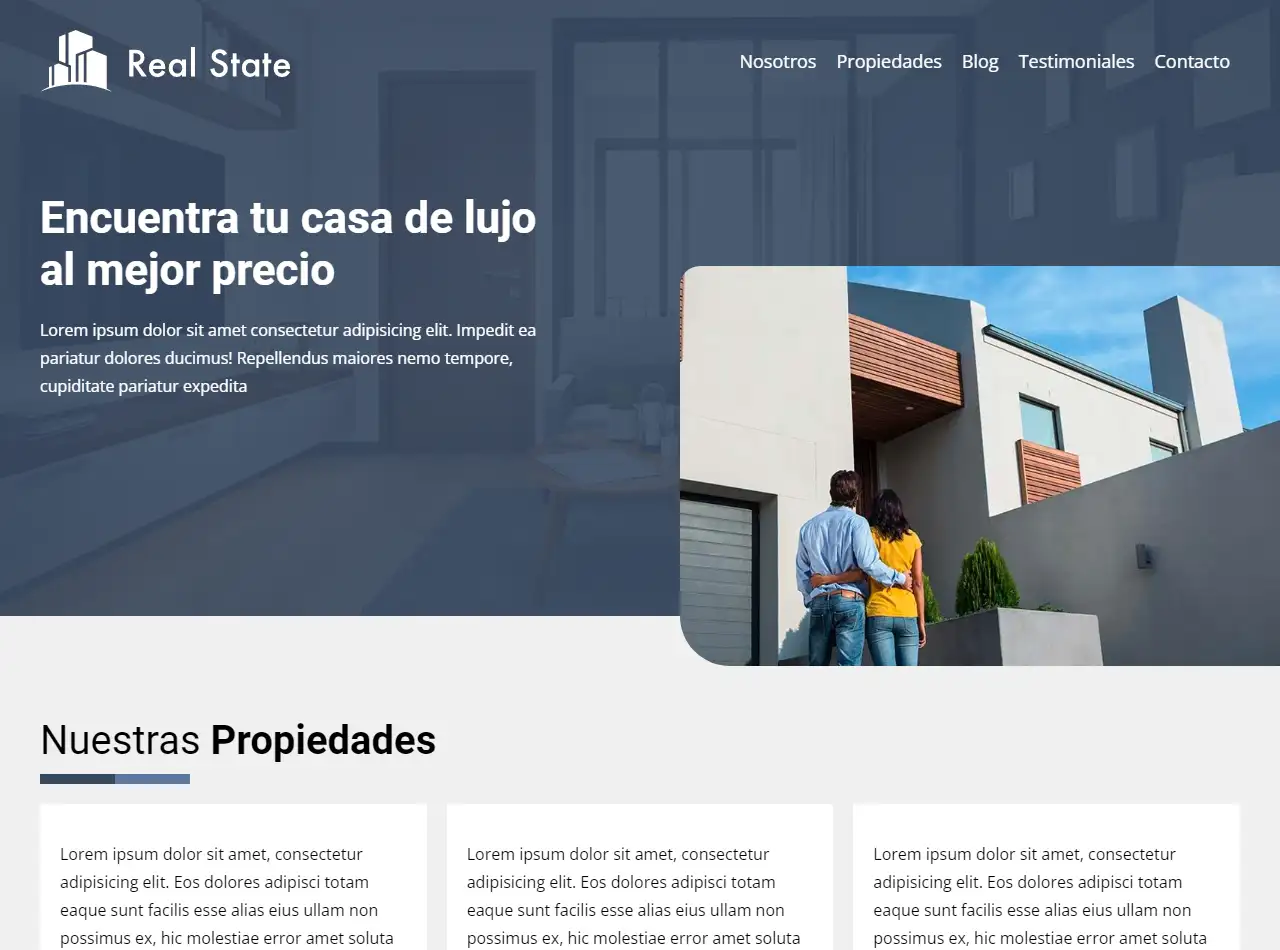 Real State
Nosotros Propiedades Blog Testimoniales Contacto
Encuentra tu casa de lujo
al mejor precio
Lorem ipsum dolor sit amet consectetur adipisicing elit. Impedit ea
pariatur dolores ducimus! Repellendus maiores nemo tempore,
cupiditate pariatur expedita
Nuestras Propiedades
Lorem ipsum dolor sit amet, consectetur
adipisicing elit. Eos dolores adipisci totam
eaque sunt facilis esse alias eius ullam non
possimus ex, hic molestiae error amet soluta
Lorem ipsum dolor sit amet, consectetur
adipisicing elit. Eos dolores adipisci totam
eaque sunt facilis esse alias eius ullam non
possimus ex, hic molestiae error amet soluta
Lorem ipsum dolor sit amet, consectetur
adipisicing elit. Eos dolores adipisci totam
eaque sunt facilis esse alias eius ullam non
possimus ex, hic molestiae error amet soluta